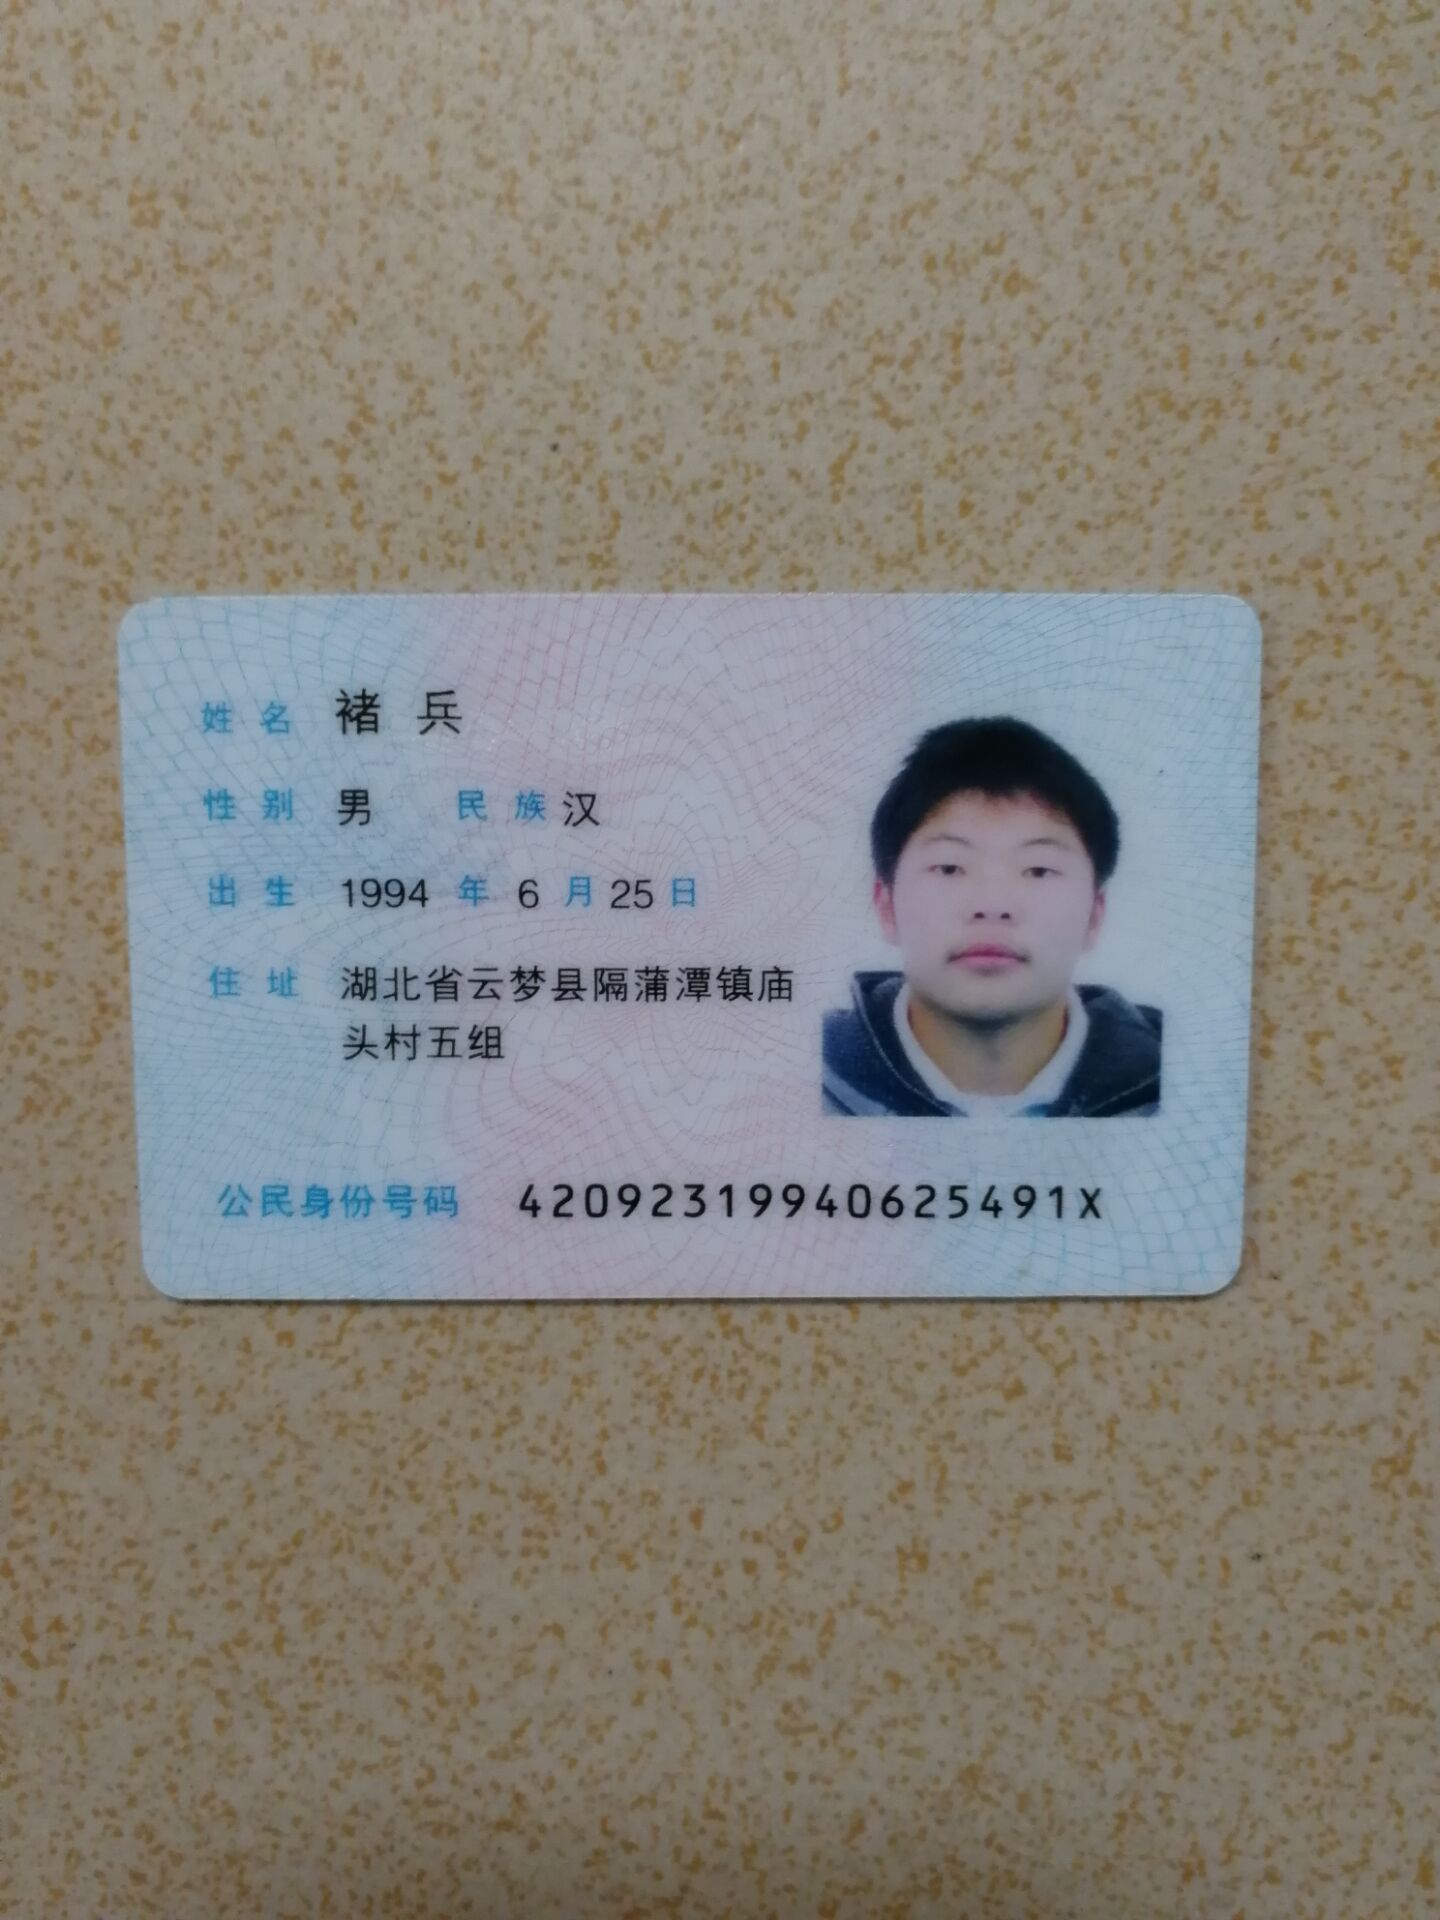 姓名 褚兵
性别 男 民族 汉
出生 1994 年 6 月 25 日
住址 湖北省云梦县隔蒲潭镇庙
头村五组
公民身份号码 42092319940625491X